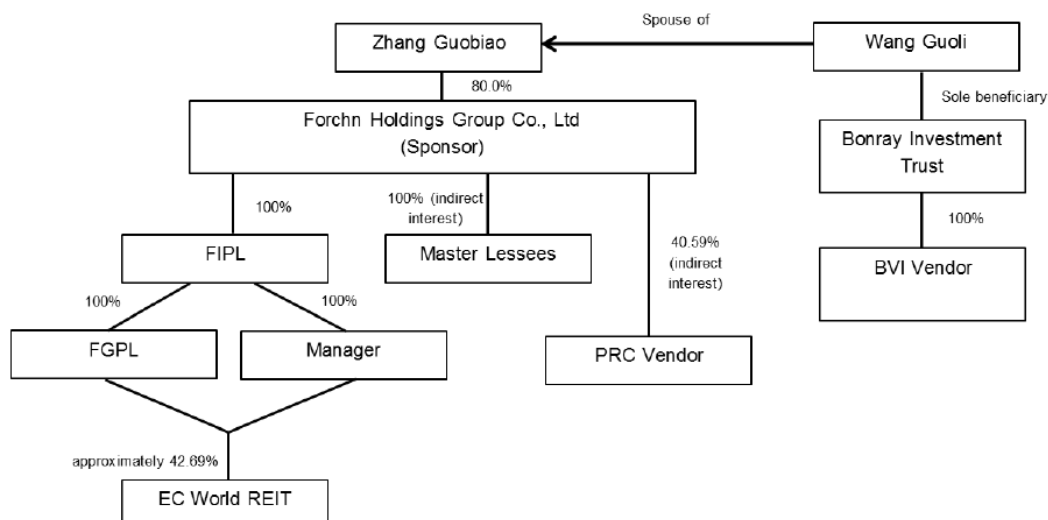 Spouse of
Zhang Guobiao
Wang Guoli
80.0%
Sole beneficiary
Forchn Holdings Group Co., Ltd
(Sponsor)
Bonray Investment
Trust
100%
100% (indirect
interest)
40.59%
(indirect
interest)
100%
FIPL
Master Lessees
BVI Vendor
100%
100%
FGPL
Manager
PRC Vendor
approximately 42.69%
EC World REIT